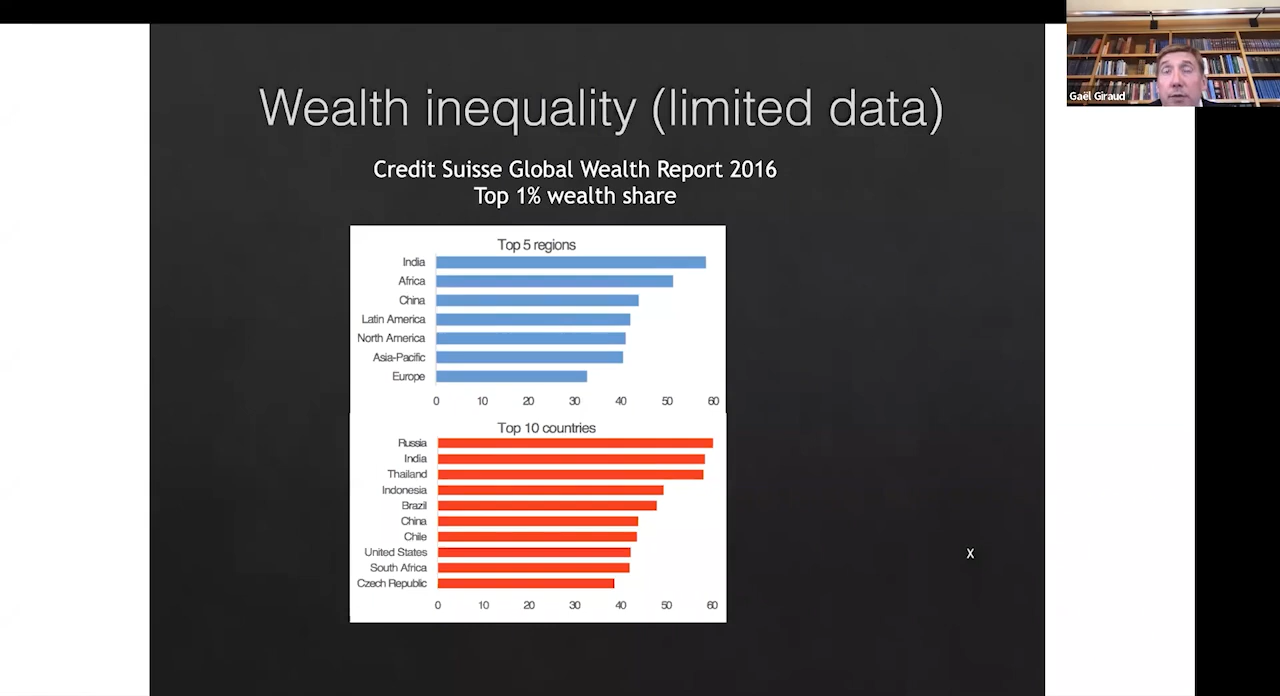 Wealth inequality (limited data)
Gaël Giraud
Credit Suisse Global Wealth Report 2016
Top 1% wealth share
Top 5 regions
India
Africa
China
Latin America
North America
Asia-Pacific
Europe
0 10 20 30 40 50 60
Top 10 countries
Russia
India
Thailand
Indonesia
Brazil
China
Chile
United States
South Africa
Czech Republic
0 10 20 30 40 50 60
X